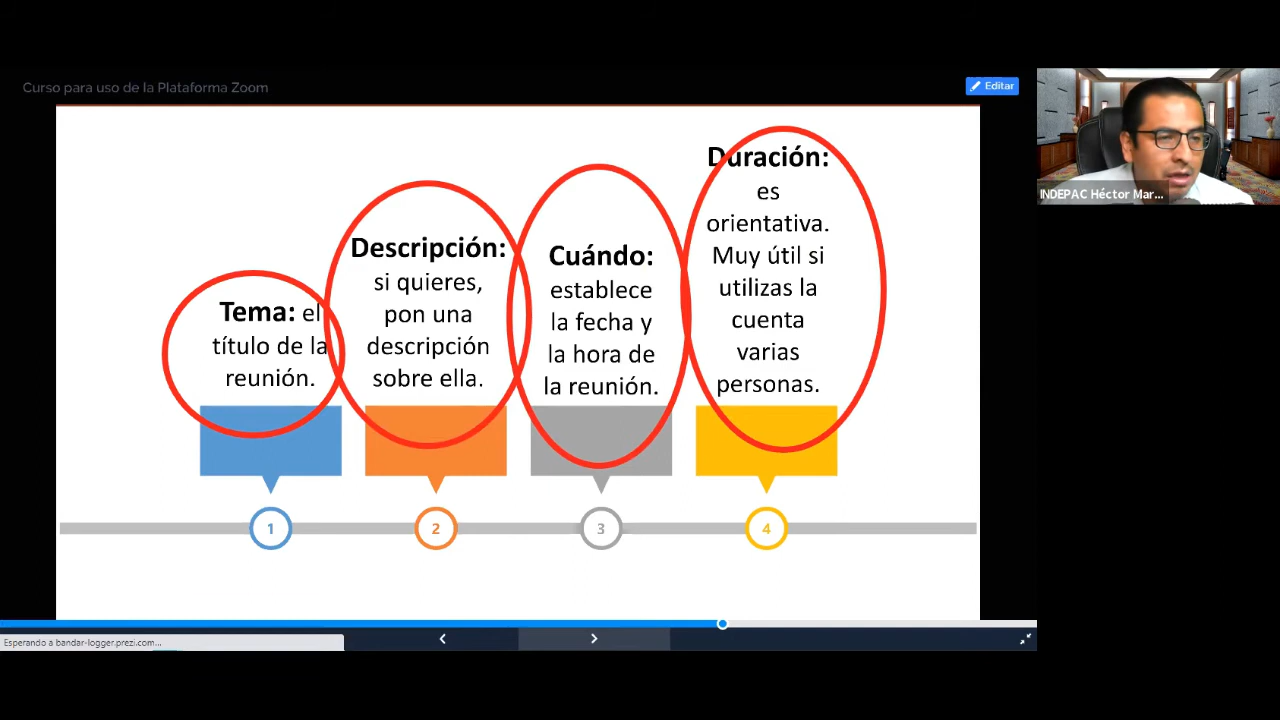 Curso para uso de la Plataforma Zoom
Editar
INDEPAC Héctor Mar...
Tema: el
título de la
reunión.
Descripción:
si quieres,
pon una
descripción
sobre ella.
Cuándo:
establece
la fecha y
la hora de
la reunión.
Duración:
es
orientativa.
Muy útil si
utilizas la
cuenta
varias
personas.
1
2
3
4
Esperando a bandar-logger.prezi.com...